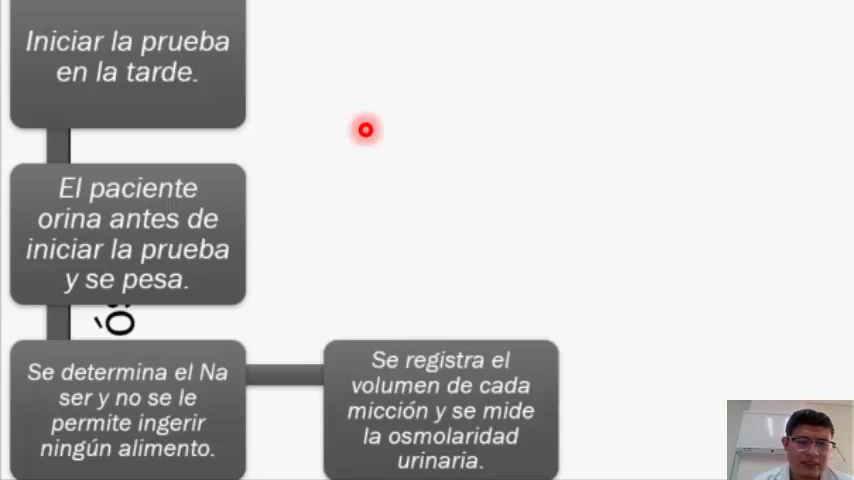 Iniciar la prueba
en la tarde.
El paciente
orina antes de
iniciar la prueba
y se pesa.
Se determina el Na
ser y no se le
permite ingerir
ningún alimento.
Se registra el
volumen de cada
micción y se mide
la osmolaridad
urinaria.